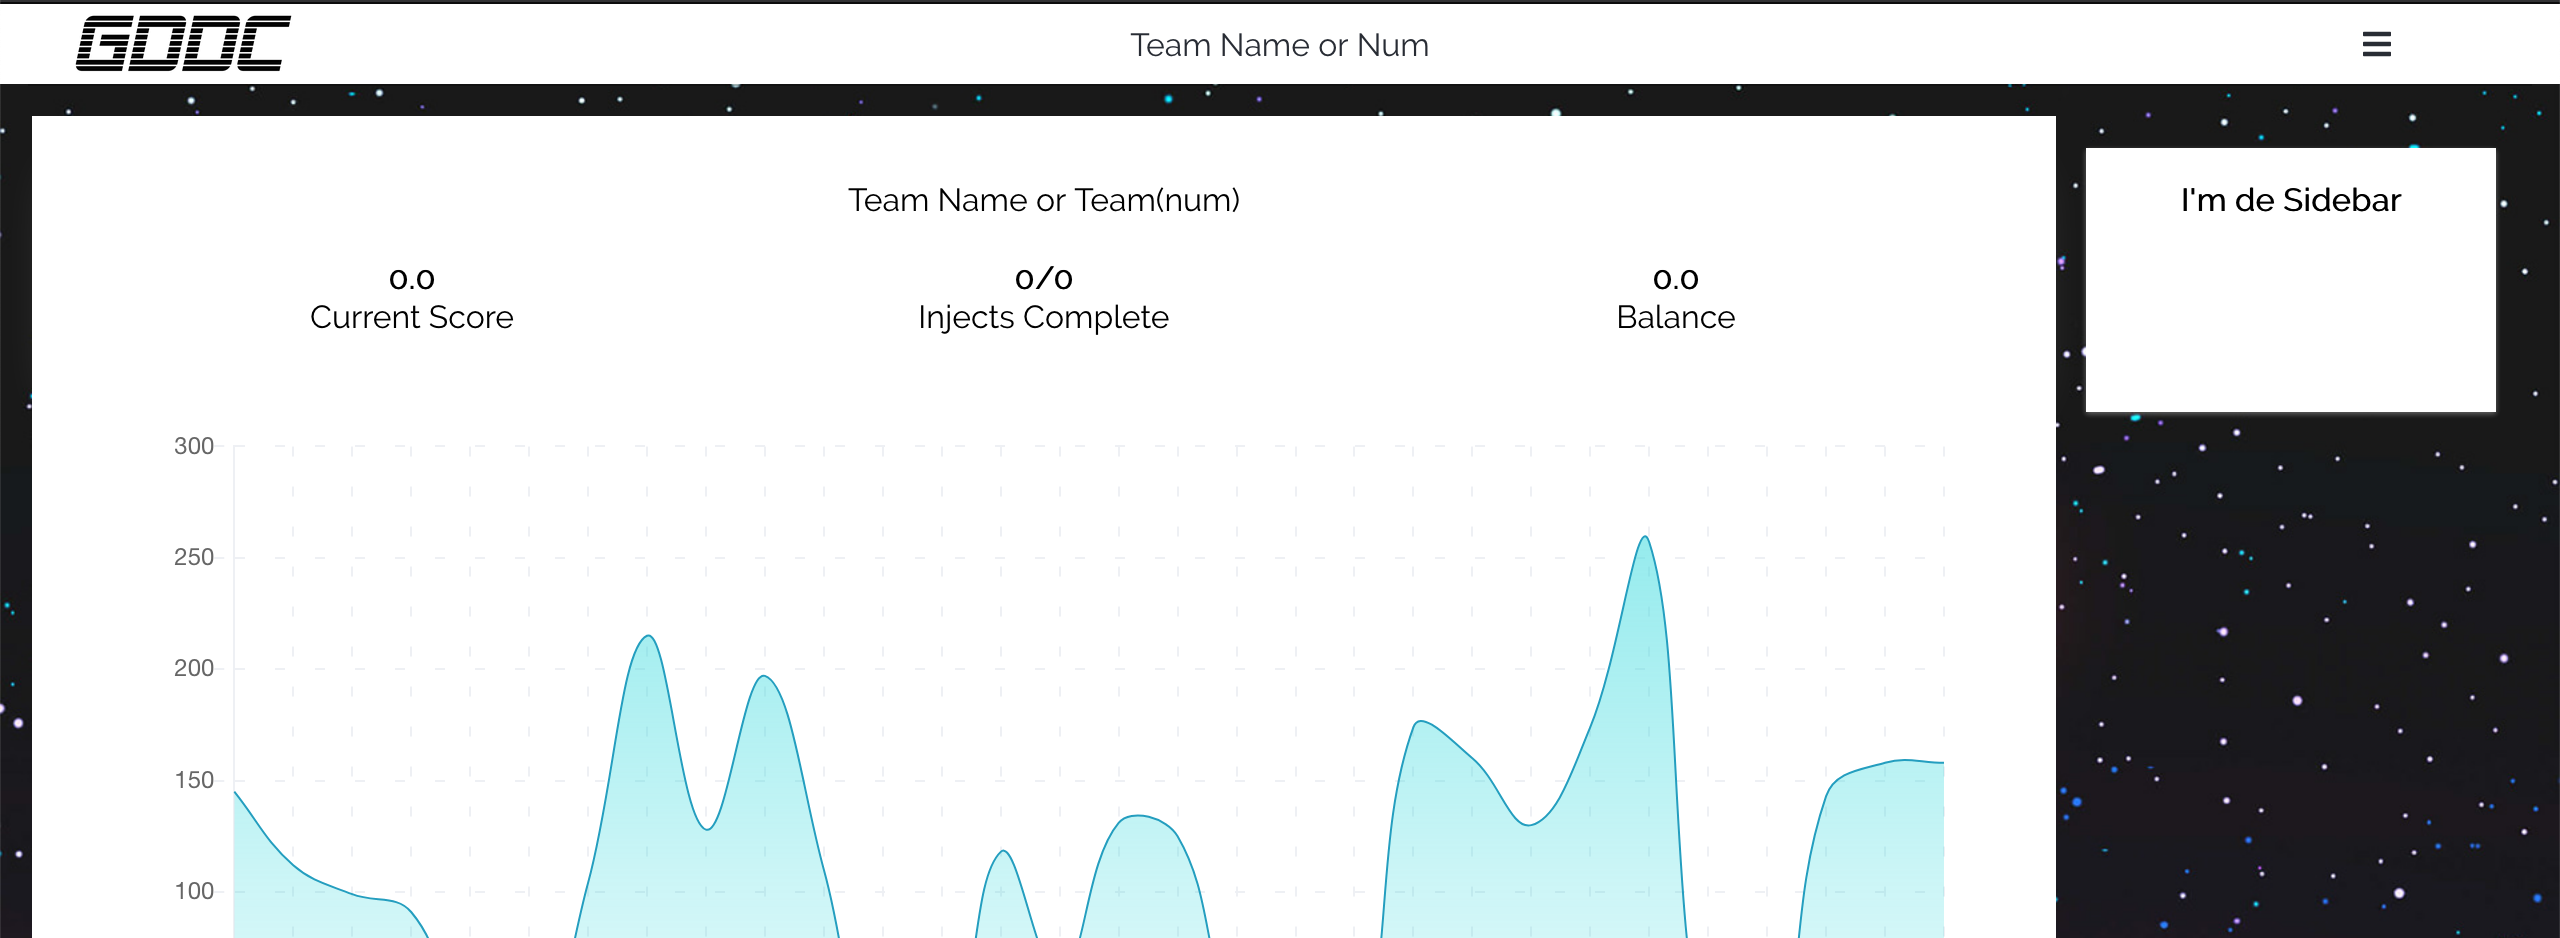 GDDC
Team Name or Num
Team Name or Team(num)
0.0
Current Score
0/0
Injects Complete
0.0
Balance
I'm de Sidebar
300
250
200
150
100